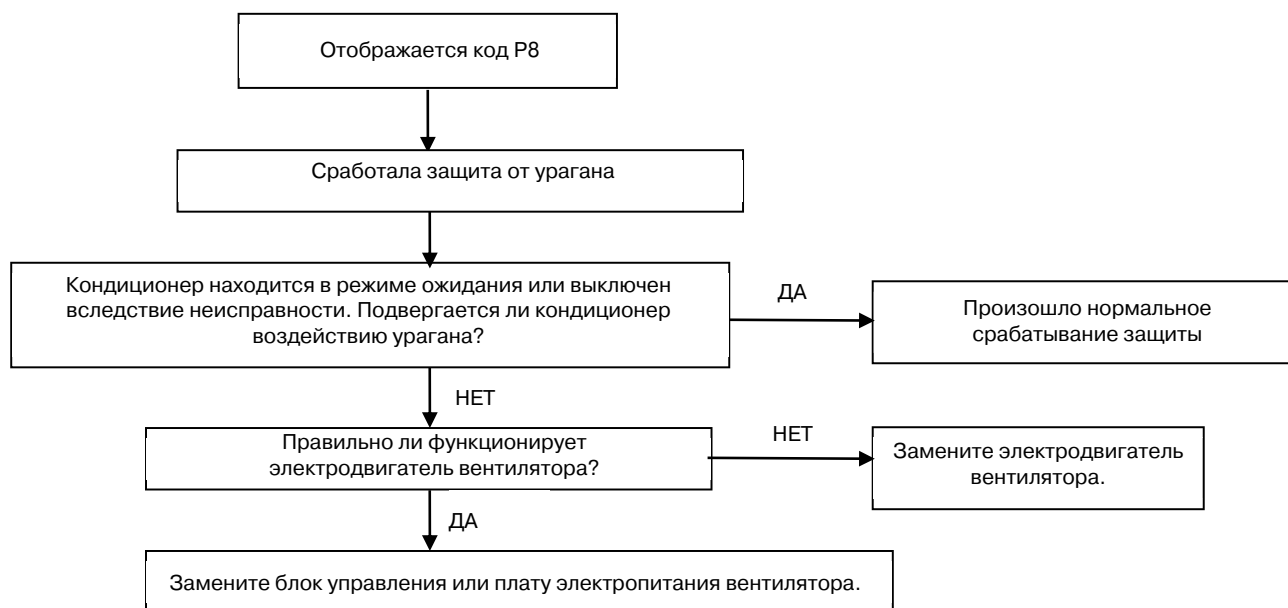 Отображается код P8
Сработала защита от урагана
Кондиционер находится в режиме ожидания или выключен
вследствие неисправности. Подвергается ли кондиционер
воздействию урагана?
ДА
Произошло нормальное
срабатывание защиты
НЕТ
Правильно ли функционирует
электродвигатель вентилятора?
НЕТ
Замените электродвигатель
вентилятора.
ДА
Замените блок управления или плату электропитания вентилятора.